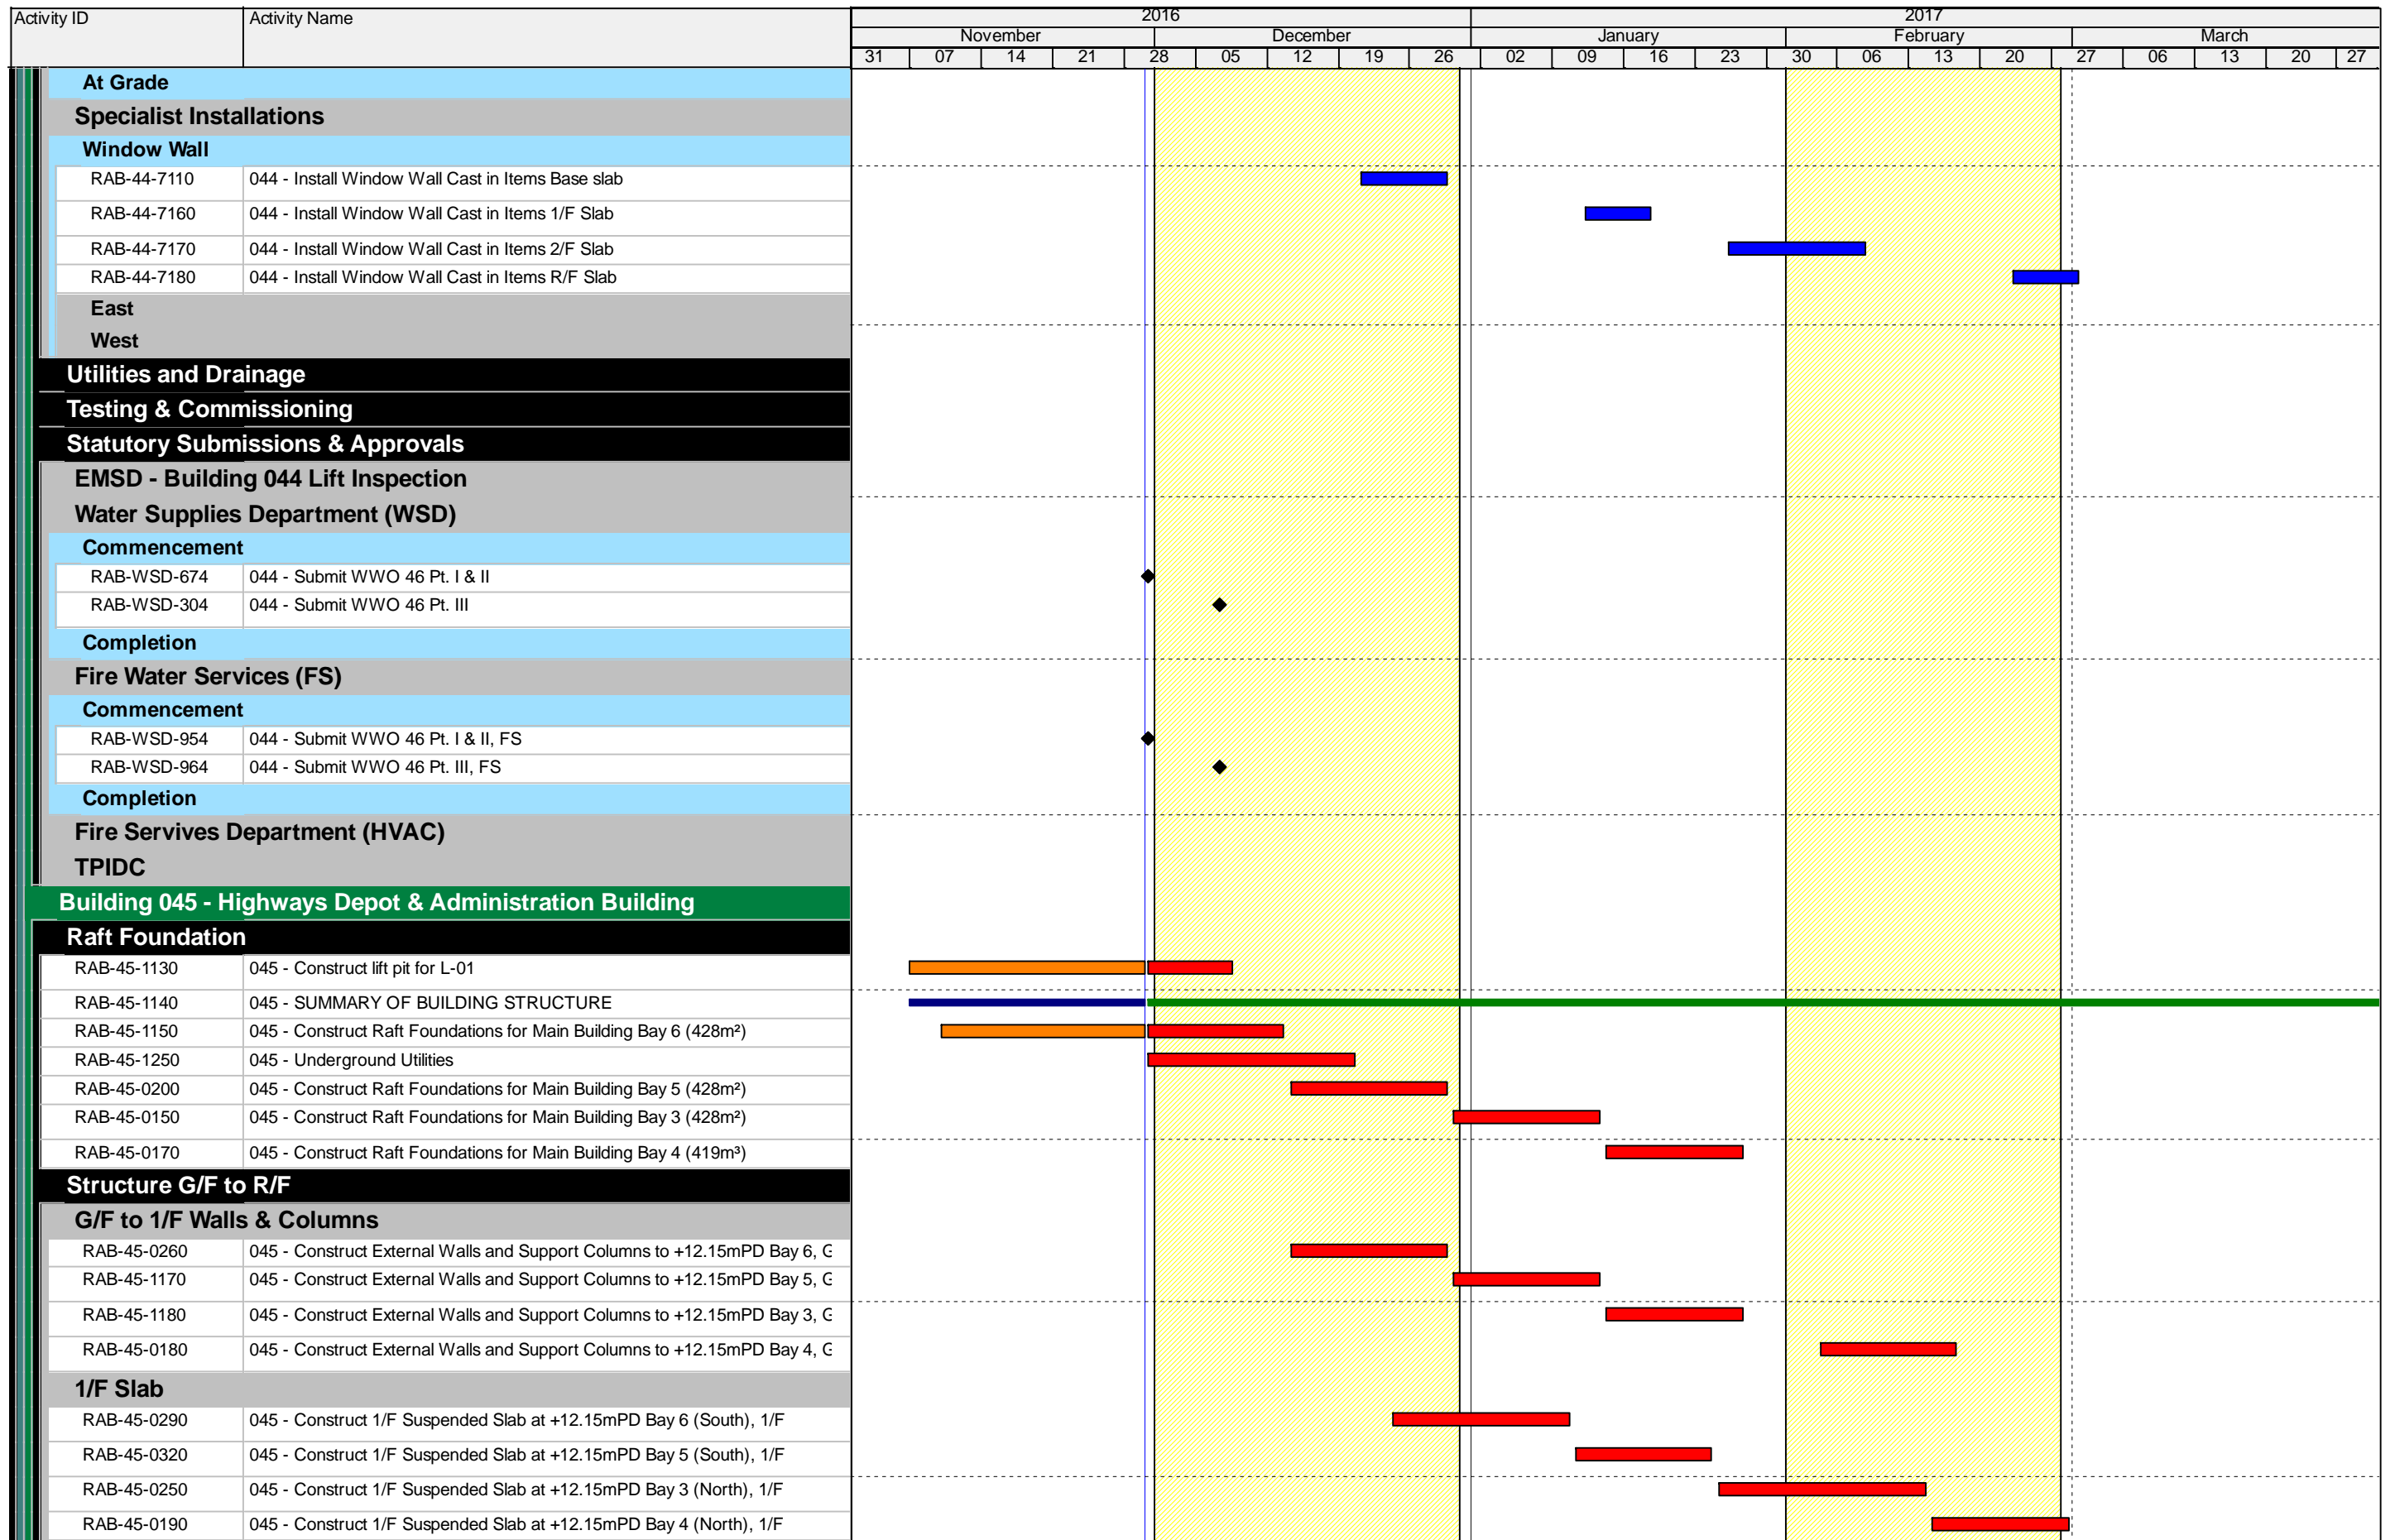 Activity ID Activity Name 2016 2017
November December January February March
31 07 14 21 28 05 12 19 26 02 09 16 23 30 06 13 20 27 06 13 20 27
At Grade
Specialist Installations
Window Wall
RAB-44-7110 044 - Install Window Wall Cast in Items Base slab
RAB-44-7160 044 - Install Window Wall Cast in Items 1/F Slab
RAB-44-7170 044 - Install Window Wall Cast in Items 2/F Slab
RAB-44-7180 044 - Install Window Wall Cast in Items R/F Slab
East
West
Utilities and Drainage
Testing & Commissioning
Statutory Submissions & Approvals
EMSD - Building 044 Lift Inspection
Water Supplies Department (WSD)
Commencement
RAB-WSD-674 044 - Submit WWO 46 Pt. I & II
RAB-WSD-304 044 - Submit WWO 46 Pt. III
Completion
Fire Water Services (FS)
Commencement
RAB-WSD-954 044 - Submit WWO 46 Pt. I & II, FS
RAB-WSD-964 044 - Submit WWO 46 Pt. III, FS
Completion
Fire Servives Department (HVAC)
TPIDC
Building 045 - Highways Depot & Administration Building
Raft Foundation
RAB-45-1130 045 - Construct lift pit for L-01
RAB-45-1140 045 - SUMMARY OF BUILDING STRUCTURE
RAB-45-1150 045 - Construct Raft Foundations for Main Building Bay 6 (428m²)
RAB-45-1250 045 - Underground Utilities
RAB-45-0200 045 - Construct Raft Foundations for Main Building Bay 5 (428m²)
RAB-45-0150 045 - Construct Raft Foundations for Main Building Bay 3 (428m²)
RAB-45-0170 045 - Construct Raft Foundations for Main Building Bay 4 (419m³)
Structure G/F to R/F
G/F to 1/F Walls & Columns
RAB-45-0260 045 - Construct External Walls and Support Columns to +12.15mPD Bay 6, G
RAB-45-1170 045 - Construct External Walls and Support Columns to +12.15mPD Bay 5, G
RAB-45-1180 045 - Construct External Walls and Support Columns to +12.15mPD Bay 3, G
RAB-45-0180 045 - Construct External Walls and Support Columns to +12.15mPD Bay 4, G
1/F Slab
RAB-45-0290 045 - Construct 1/F Suspended Slab at +12.15mPD Bay 6 (South), 1/F
RAB-45-0320 045 - Construct 1/F Suspended Slab at +12.15mPD Bay 5 (South), 1/F
RAB-45-0250 045 - Construct 1/F Suspended Slab at +12.15mPD Bay 3 (North), 1/F
RAB-45-0190 045 - Construct 1/F Suspended Slab at +12.15mPD Bay 4 (North), 1/F